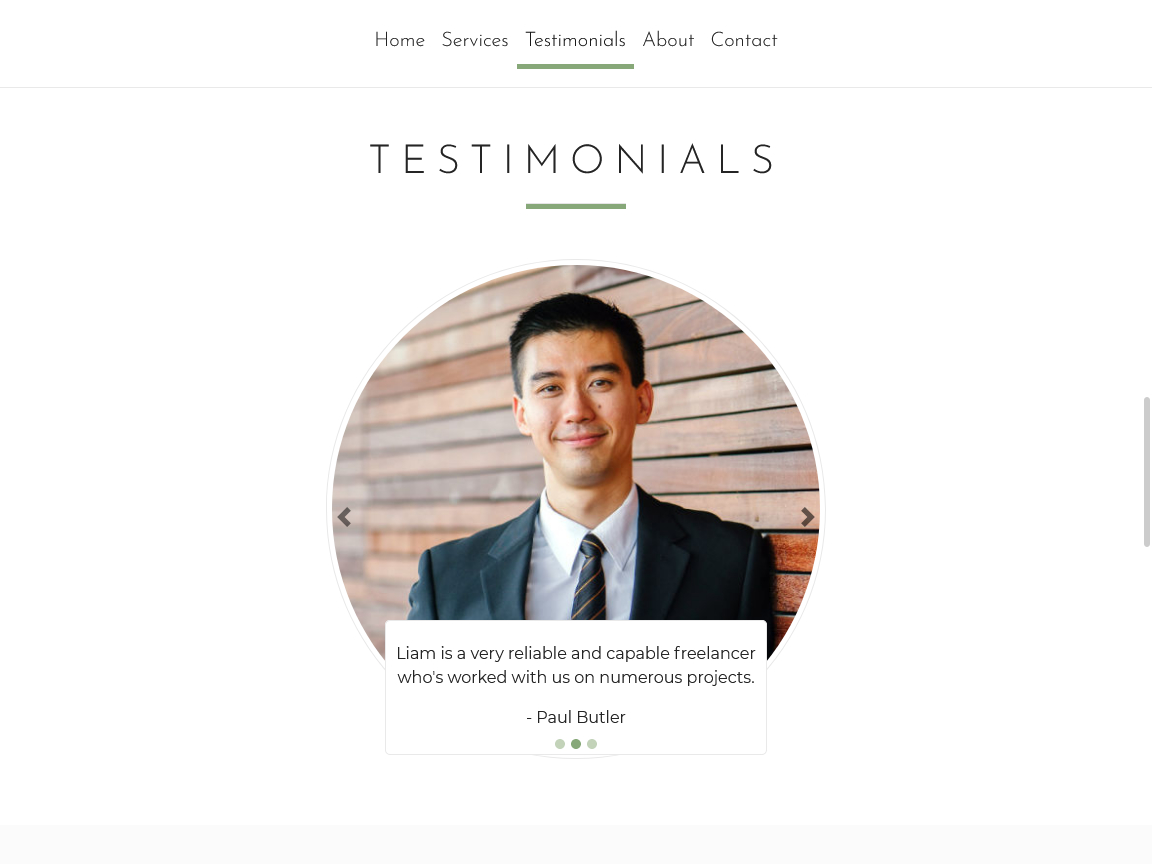 Home Services Testimonials About Contact
TESTIMONIALS
Liam is a very reliable and capable freelancer
who's worked with us on numerous projects.
- Paul Butler